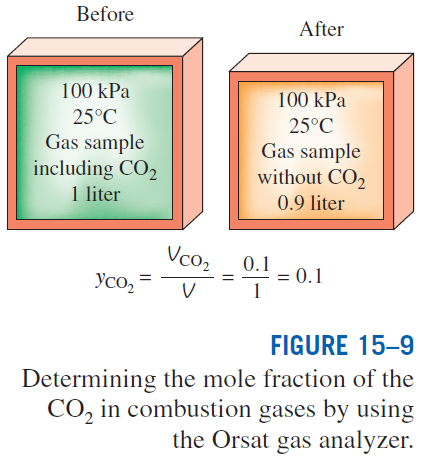 Before
100 kPa
25°C
Gas sample
including CO₂
1 liter
After
100 kPa
25°C
Gas sample
without CO₂
0.9 liter
y_CO₂ = V_CO₂ / V = 0.1 / 1 = 0.1
FIGURE 15–9
Determining the mole fraction of the
CO₂ in combustion gases by using
the Orsat gas analyzer.